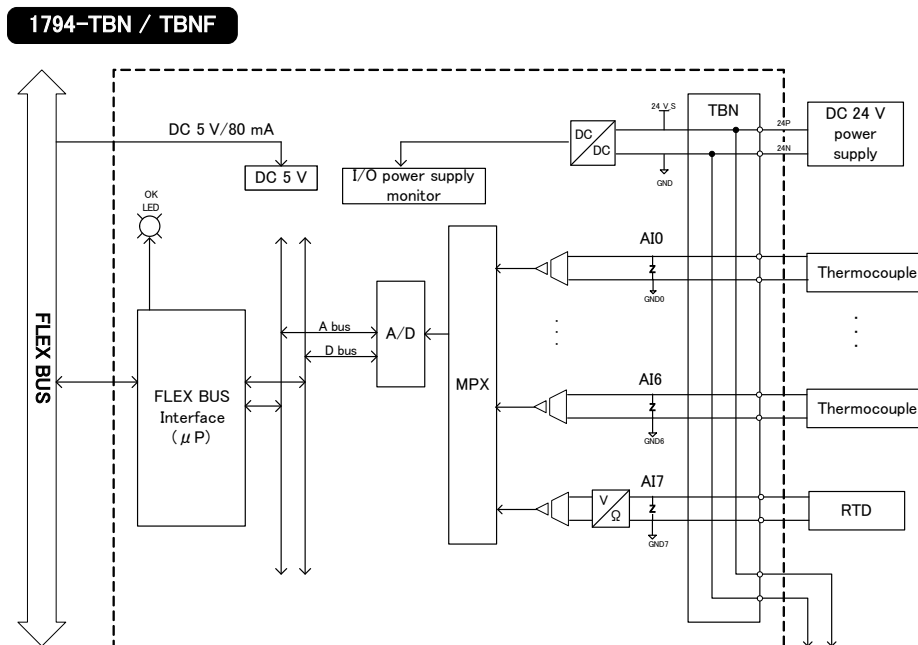 1794-TBN / TBNF
DC 5 V/80 mA
DC 5 V
OK
LED
I/O power supply
monitor
DC
DC
24 V S
GND
TBN
24P
24N
DC 24 V
power
supply
FLEX BUS
FLEX BUS
Interface
(μP)
A bus
D bus
A/D
MPX
AI0
Z
GND0
Thermocouple
AI6
Z
GND6
Thermocouple
AI7
V
Ω
Z
GND7
RTD